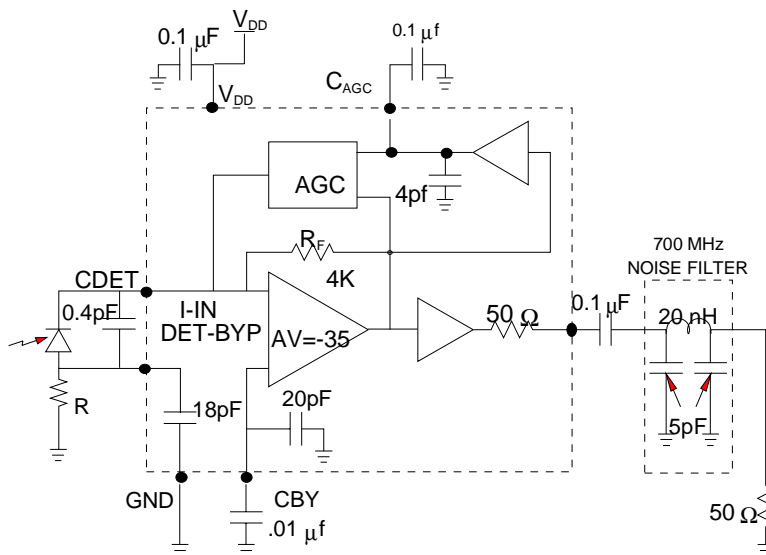 V_DD
0.1 μF
0.1 μf
C_AGC
V_DD
AGC
4pf
R_F
4K
700 MHz
NOISE FILTER
CDET
0.4pF
I-IN
DET-BYP
AV=-35
50 Ω
0.1 μF
20 nH
R
18pF
20pF
5pF
GND
CBY
.01 μf
50 Ω